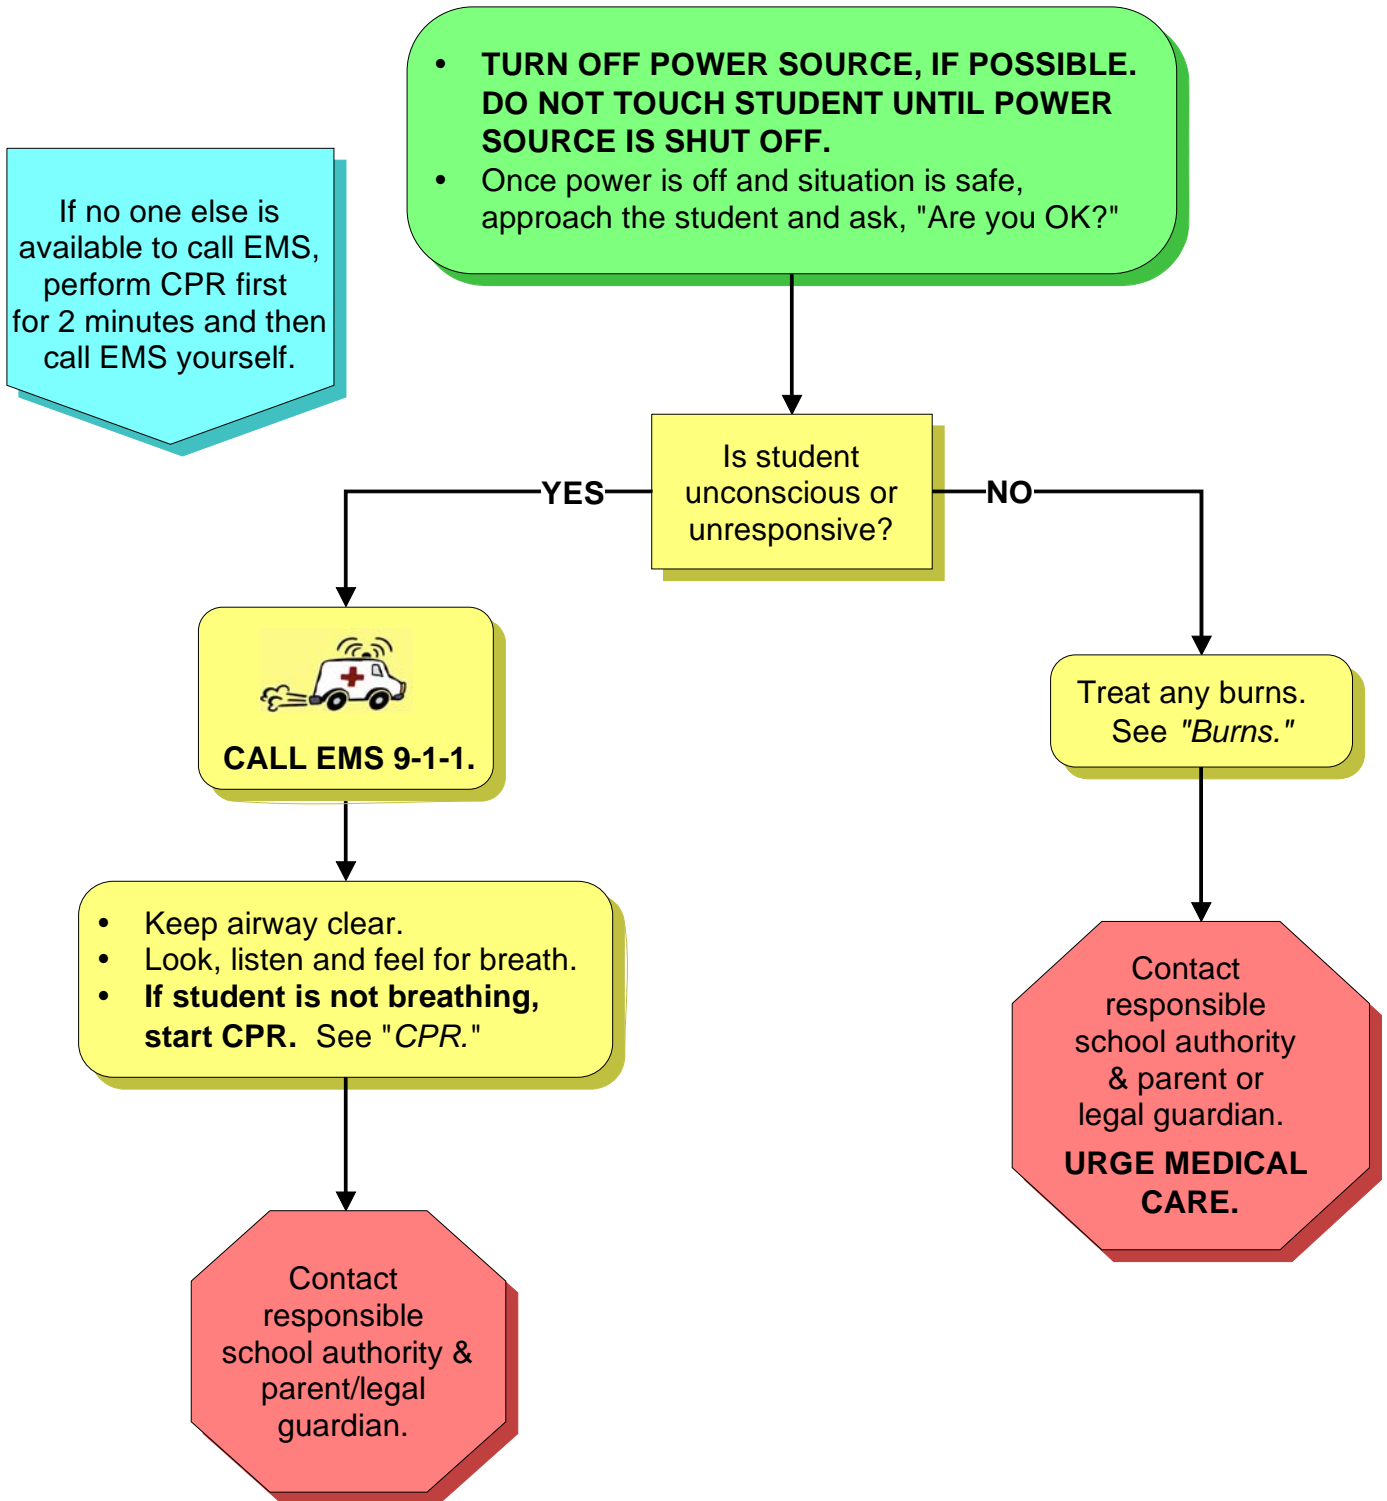 • TURN OFF POWER SOURCE, IF POSSIBLE.
DO NOT TOUCH STUDENT UNTIL POWER
SOURCE IS SHUT OFF.
• Once power is off and situation is safe,
approach the student and ask, "Are you OK?"
If no one else is
available to call EMS,
perform CPR first
for 2 minutes and then
call EMS yourself.
Is student
unconscious or
unresponsive?
YES
NO
CALL EMS 9-1-1.
Treat any burns.
See "Burns."
• Keep airway clear.
• Look, listen and feel for breath.
• If student is not breathing,
start CPR. See "CPR."
Contact
responsible
school authority
& parent or
legal guardian.
URGE MEDICAL
CARE.
Contact
responsible
school authority &
parent/legal
guardian.